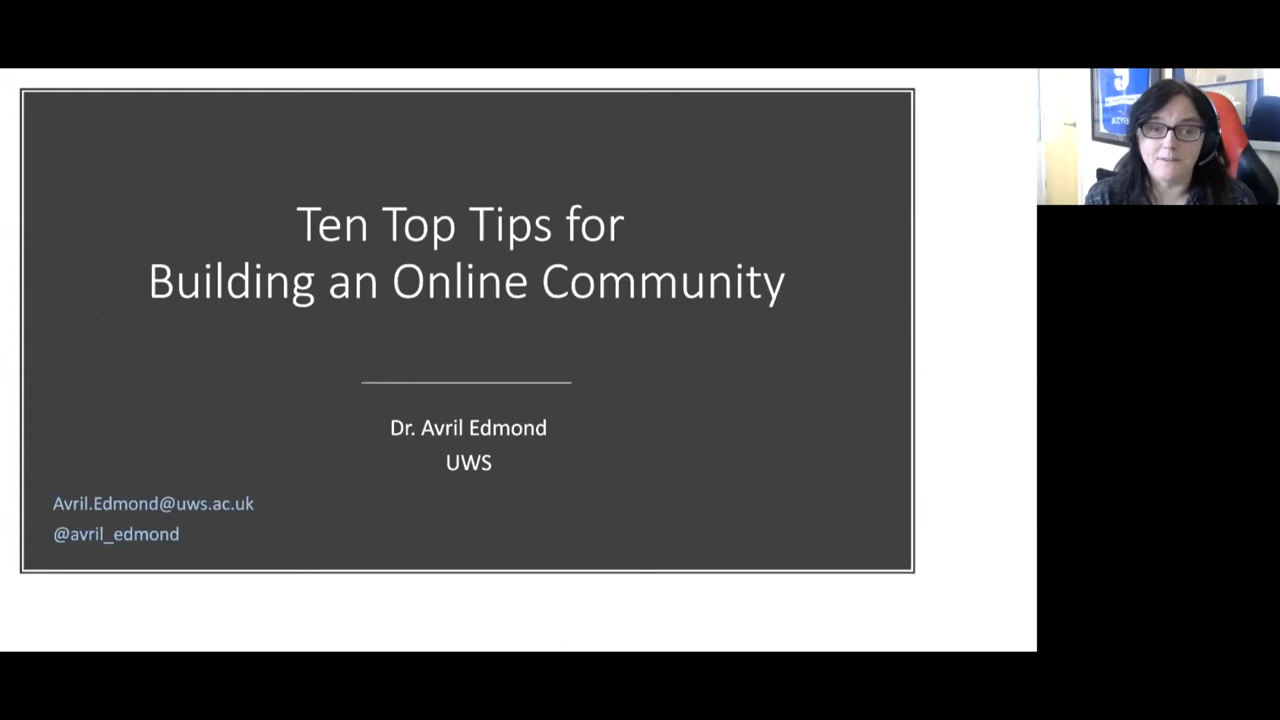 Ten Top Tips for
Building an Online Community
Dr. Avril Edmond
UWS
Avril.Edmond@uws.ac.uk
@avril_edmond